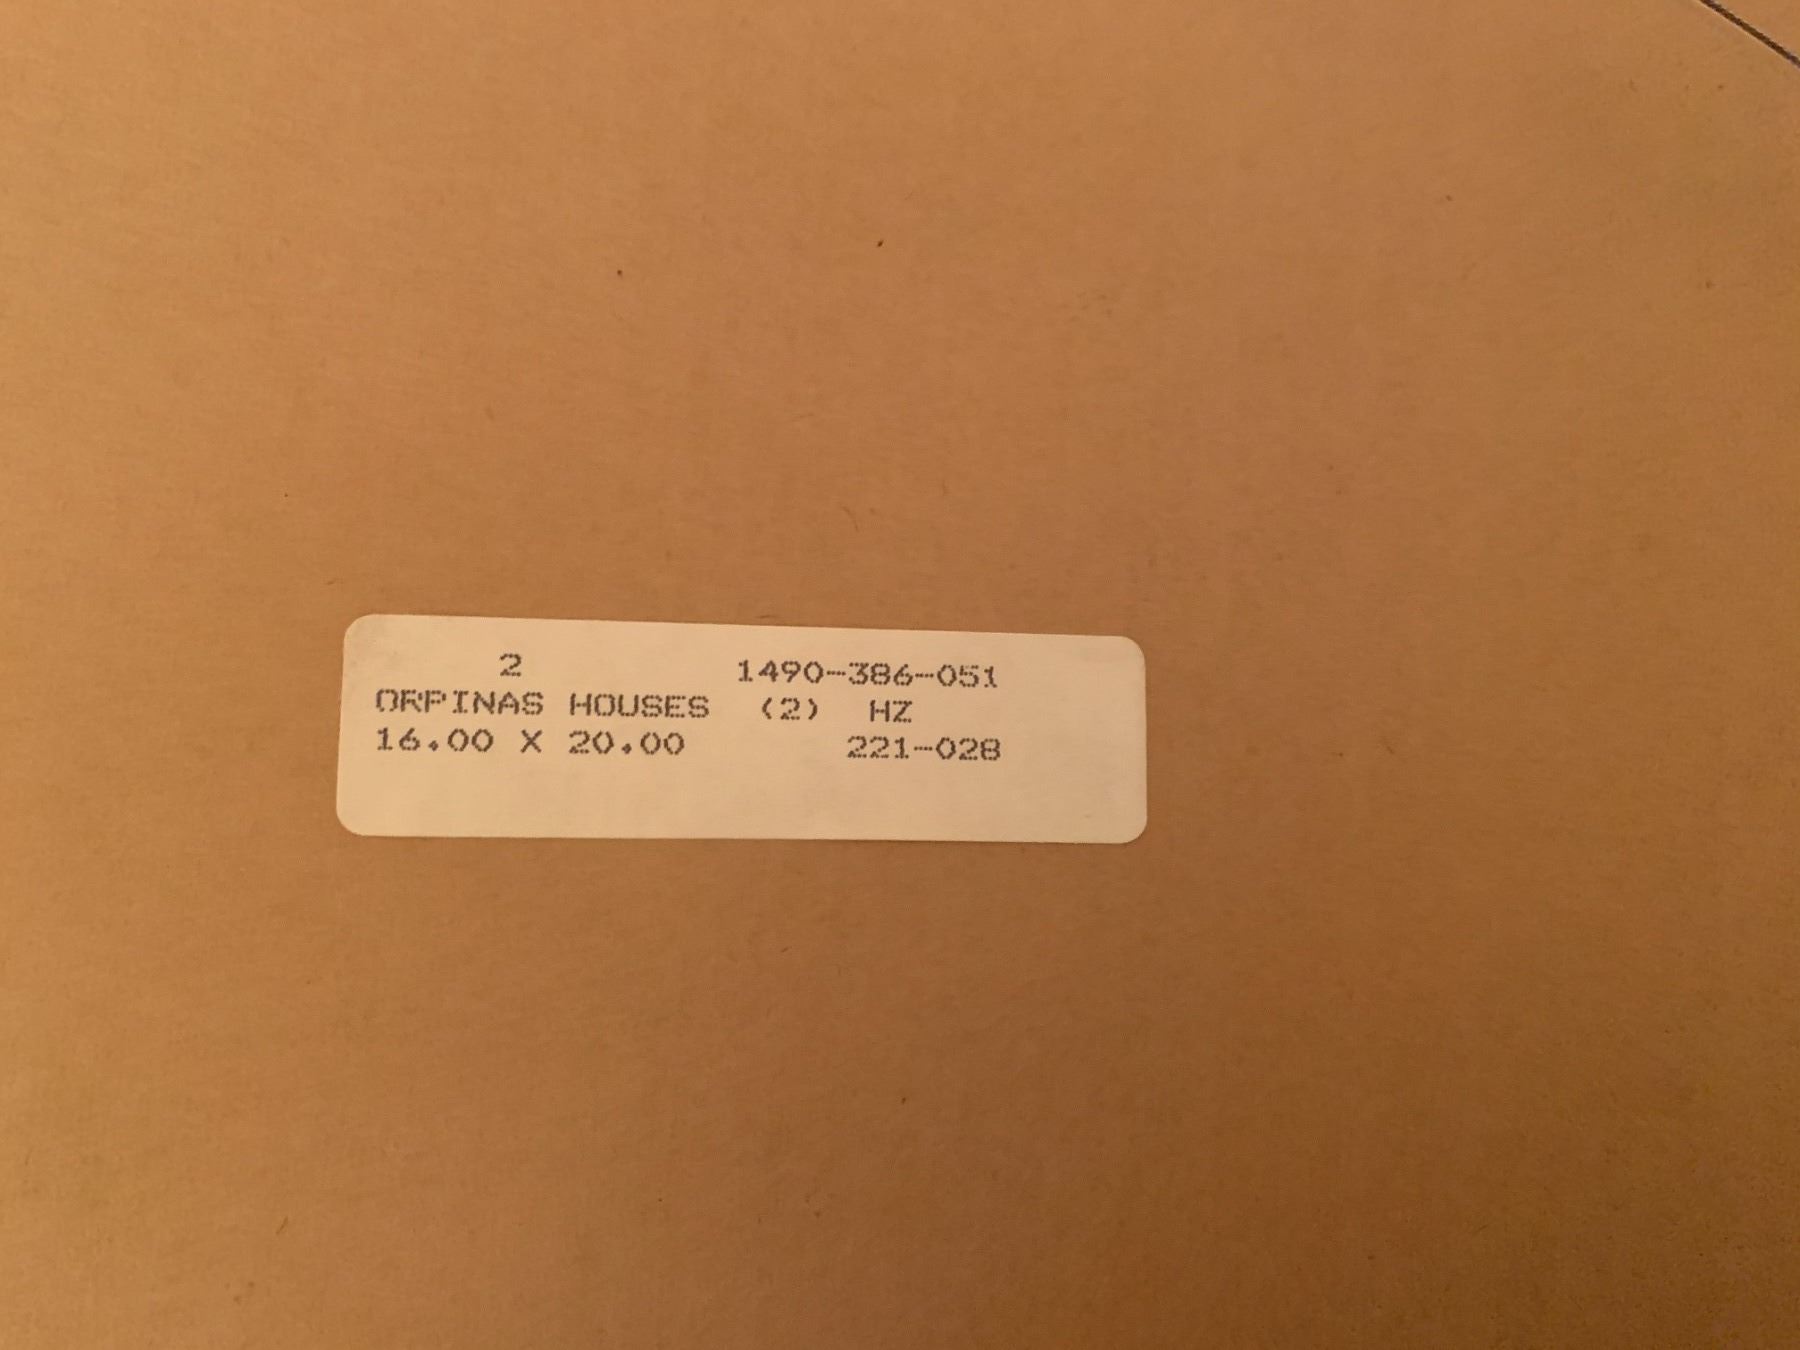 2 1490-386-051
ORPINAS HOUSES (2) HZ
16.00 X 20.00 221-028